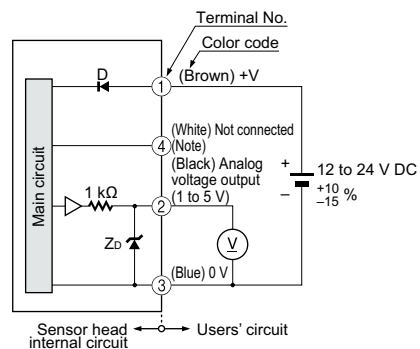 Terminal No.
Color code
D
1
(Brown) +V
Main circuit
4
(White) Not connected
(Note)
(Black) Analog
voltage output
(1 to 5 V)
1 kΩ
2
+
12 to 24 V DC
–
+10
–15 %
V
ZD
(Blue) 0 V
3
Sensor head
internal circuit
Users' circuit